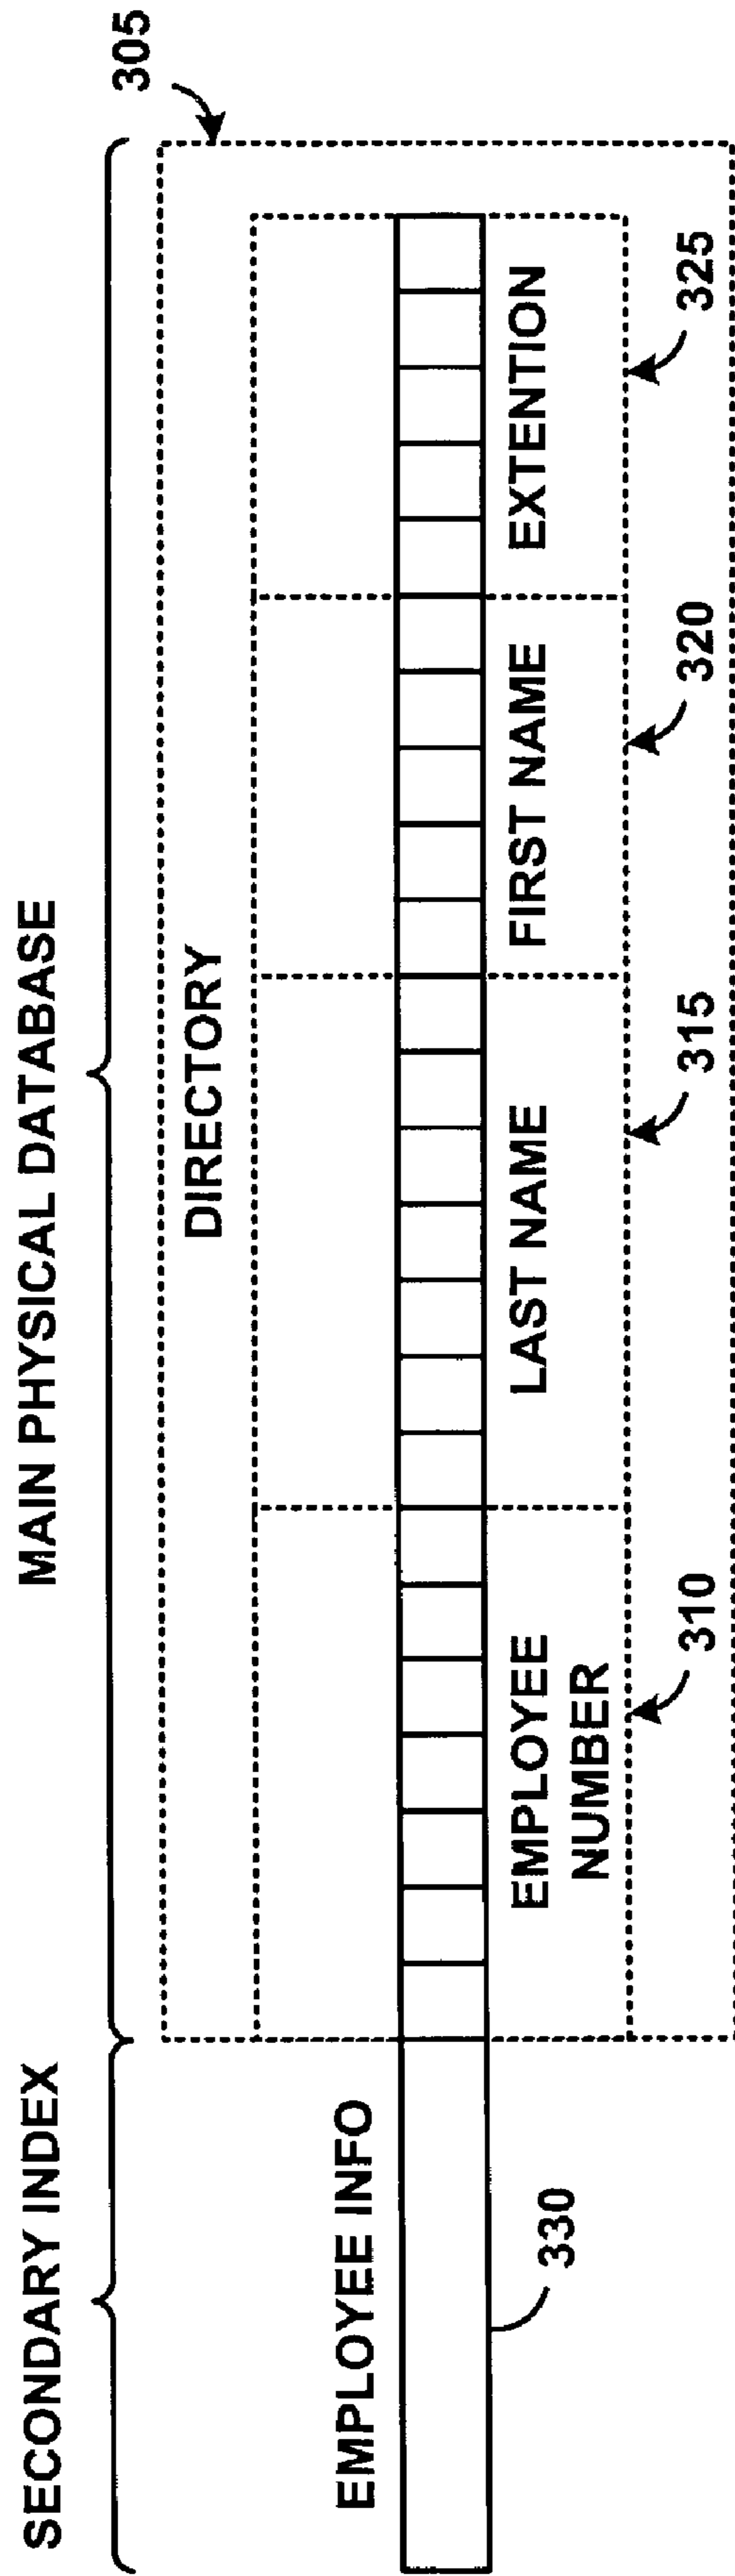 SECONDARY INDEX
MAIN PHYSICAL DATABASE
305
DIRECTORY
EMPLOYEE INFO
330
EMPLOYEE
NUMBER
LAST NAME
FIRST NAME
EXTENTION
310
315
320
325